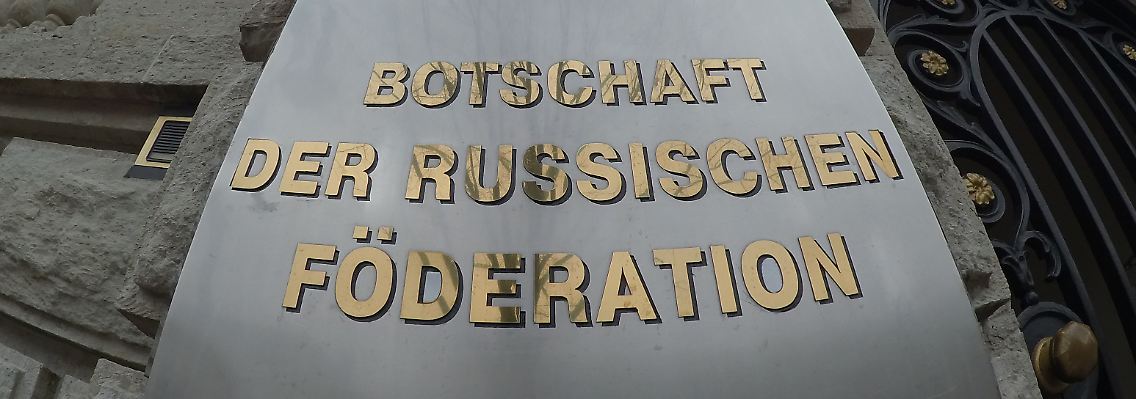 BOTSCHAFT
DER RUSSISCHEN
FÖDERATION